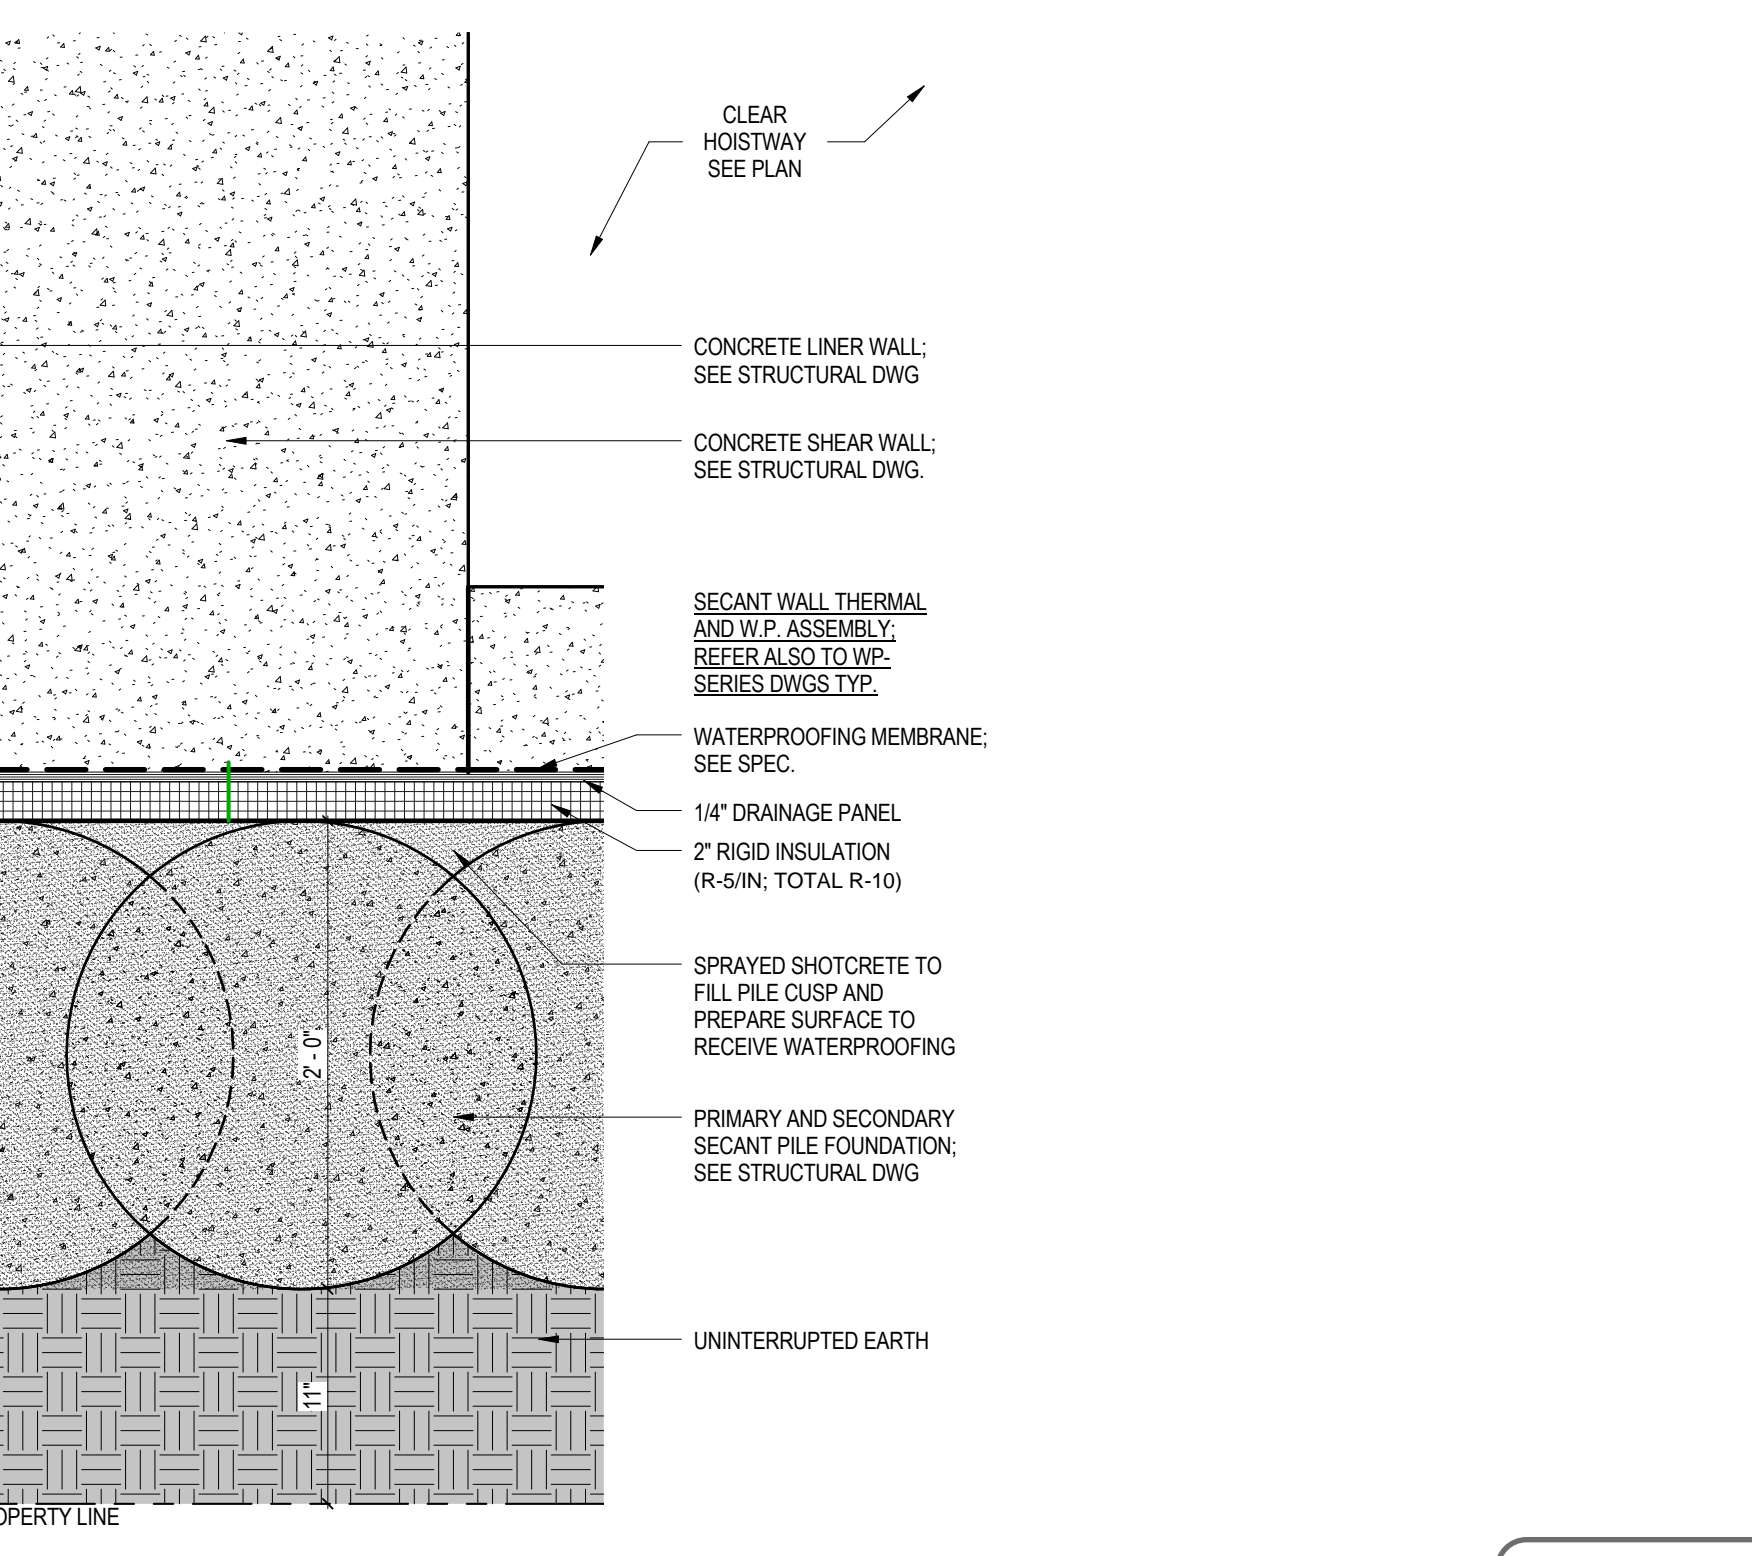 CLEAR
HOISTWAY
SEE PLAN
CONCRETE LINER WALL;
SEE STRUCTURAL DWG
CONCRETE SHEAR WALL;
SEE STRUCTURAL DWG.
SECANT WALL THERMAL
AND W.P. ASSEMBLY;
REFER ALSO TO WP-
SERIES DWGS TYP.
WATERPROOFING MEMBRANE;
SEE SPEC.
1/4" DRAINAGE PANEL
2" RIGID INSULATION
(R-5/IN; TOTAL R-10)
SPRAYED SHOTCRETE TO
FILL PILE CUSP AND
PREPARE SURFACE TO
RECEIVE WATERPROOFING
2' - 0"
PRIMARY AND SECONDARY
SECANT PILE FOUNDATION;
SEE STRUCTURAL DWG
UNINTERRUPTED EARTH
11"
OPERTY LINE